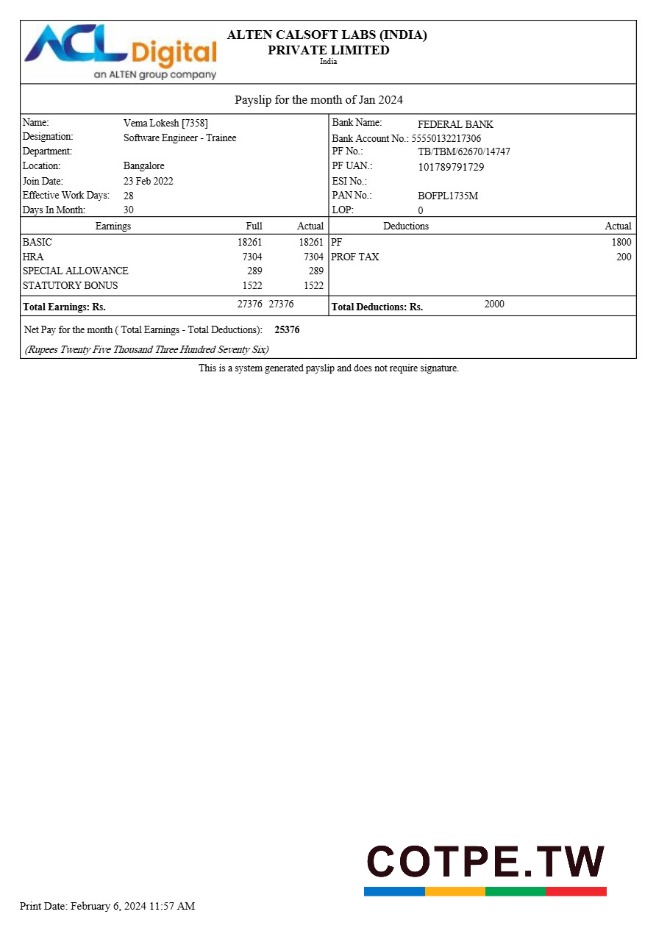 ACL Digital
an ALTEN group company
ALTEN CALSOFT LABS (INDIA)
PRIVATE LIMITED
India
Payslip for the month of Jan 2024
Name: Vema Lokesh [7358] Bank Name: FEDERAL BANK
Designation: Software Engineer - Trainee Bank Account No.: 55550132217306
Department: PF No.: TB/TBM/62670/14747
Location: Bangalore PF UAN.: 101789791729
Join Date: 23 Feb 2022 ESI No.:
Effective Work Days: 28 PAN No.: BOFPL1735M
Days In Month: 30 LOP: 0
Earnings Full Actual Deductions Actual
BASIC 18261 18261 PF 1800
HRA 7304 7304 PROF TAX 200
SPECIAL ALLOWANCE 289 289
STATUTORY BONUS 1522 1522
Total Earnings: Rs. 27376 27376 Total Deductions: Rs. 2000
Net Pay for the month ( Total Earnings - Total Deductions): 25376
(Rupees Twenty Five Thousand Three Hundred Seventy Six)
This is a system generated payslip and does not require signature.
COTPE.TW
Print Date: February 6, 2024 11:57 AM